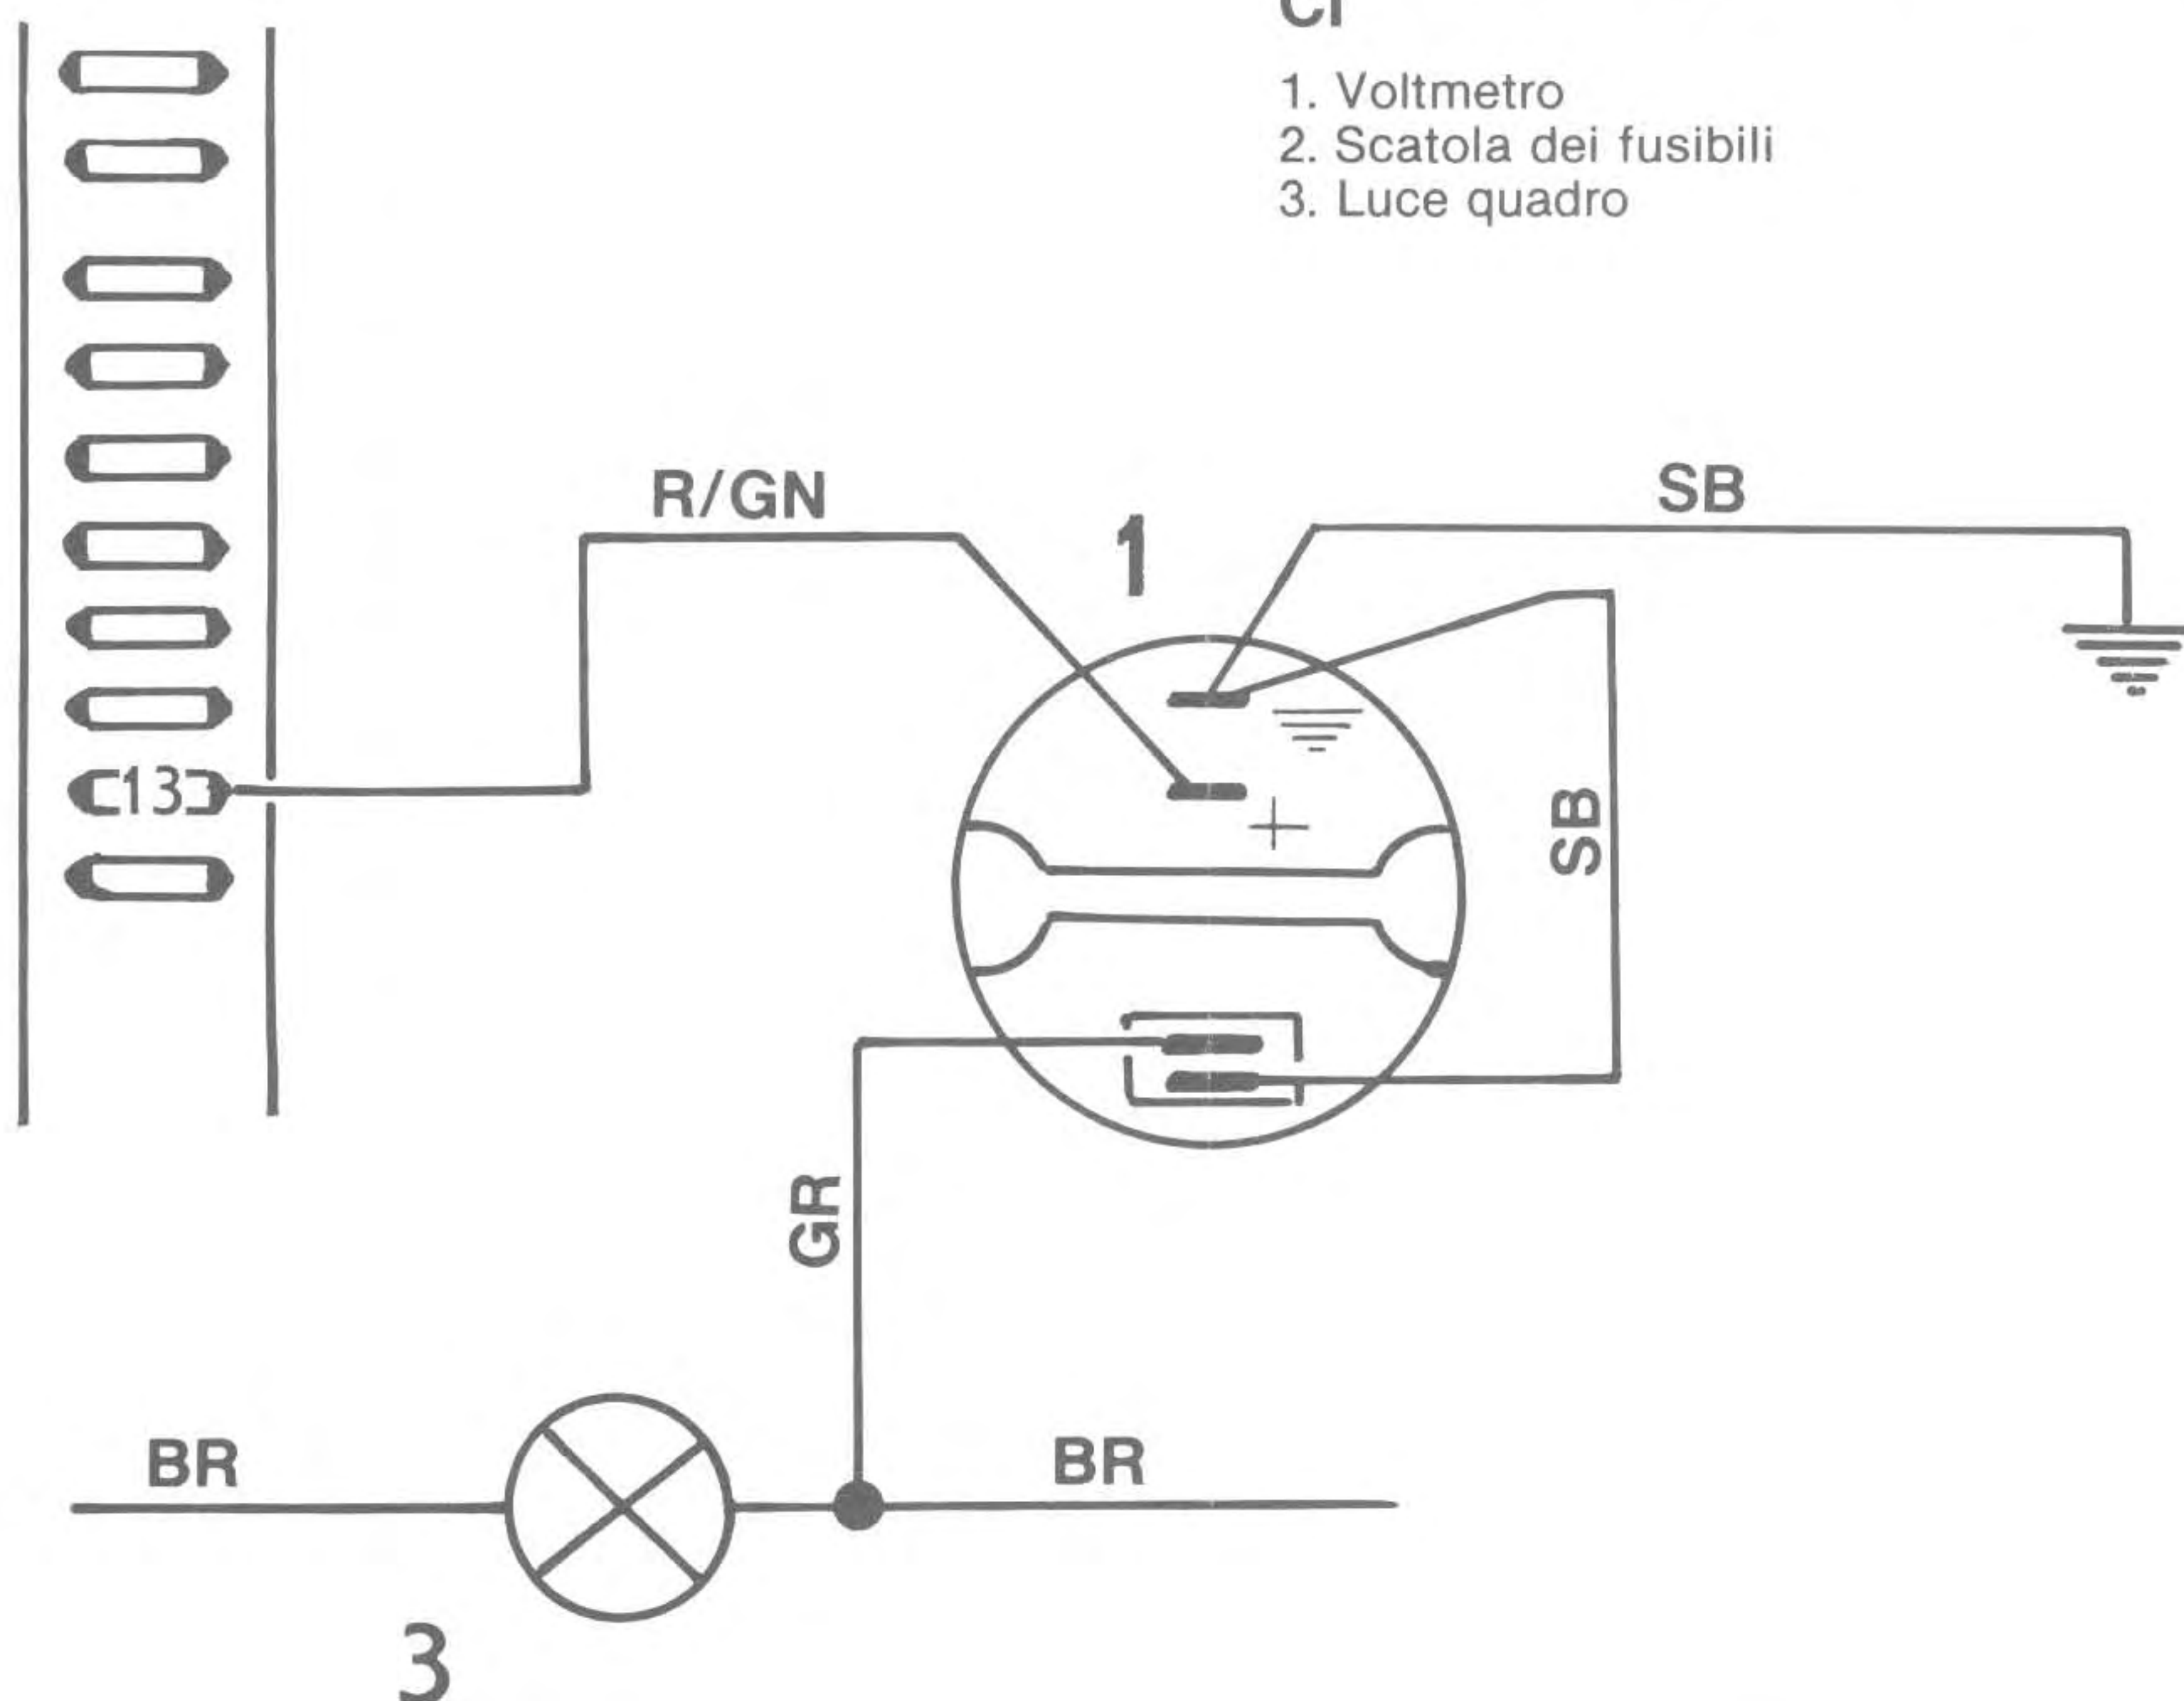 1. Voltmetro
2. Scatola dei fusibili
3. Luce quadro
R/GN
SB
1
13
+
SB
GR
BR
BR
3